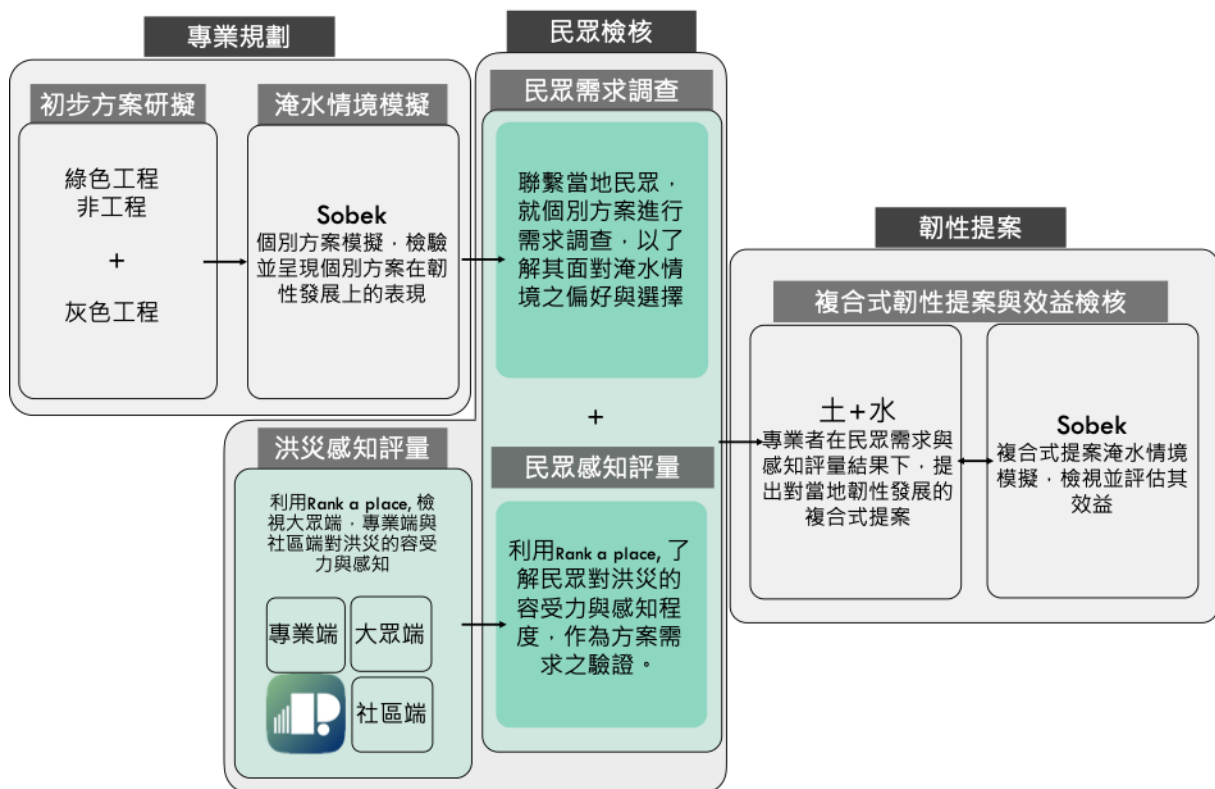 專業規劃
初步方案研擬
綠色工程
非工程
+
灰色工程
淹水情境模擬
Sobek
個別方案模擬，檢驗
並呈現個別方案在韌
性發展上的表現
民眾檢核
民眾需求調查
聯繫當地民眾，
就個別方案進行
需求調查，以了
解其面對淹水情
境之偏好與選擇
+
民眾感知評量
利用Rank a place, 了
解民眾對洪災的
容受力與感知程
度，作為方案需
求之驗證。
洪災感知評量
利用Rank a place, 檢
視大眾端，專業端與
社區端對洪災的容受
力與感知
專業端
大眾端
社區端
韌性提案
複合式韌性提案與效益檢核
土+水
專業者在民眾需求與
感知評量結果下，提
出對當地韌性發展的
複合式提案
Sobek
複合式提案淹水情境
模擬，檢視並評估其
效益